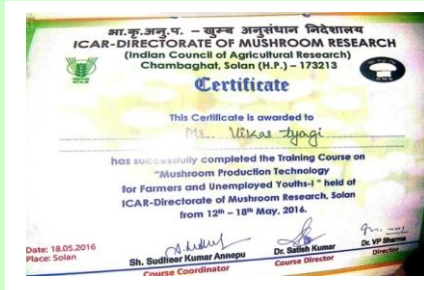 भा.कृ.अनु.प. – खुम्ब अनुसंधान निदेशालय
ICAR-DIRECTORATE OF MUSHROOM RESEARCH
(Indian Council of Agricultural Research)
Chambaghat, Solan (H.P.) – 173213
Certificate
This Certificate is awarded to
Vikas tyagi
has successfully completed the Training Course on
"Mushroom Production Technology
for Farmers and Unemployed Youths-I" held at
ICAR-Directorate of Mushroom Research, Solan
from 12th – 18th May, 2016.
Date: 18.05.2016
Place: Solan
Sh. Sudheer Kumar Annepu
Course Coordinator
Dr. Satish Kumar
Course Director
Dr. VP Sharma
Director